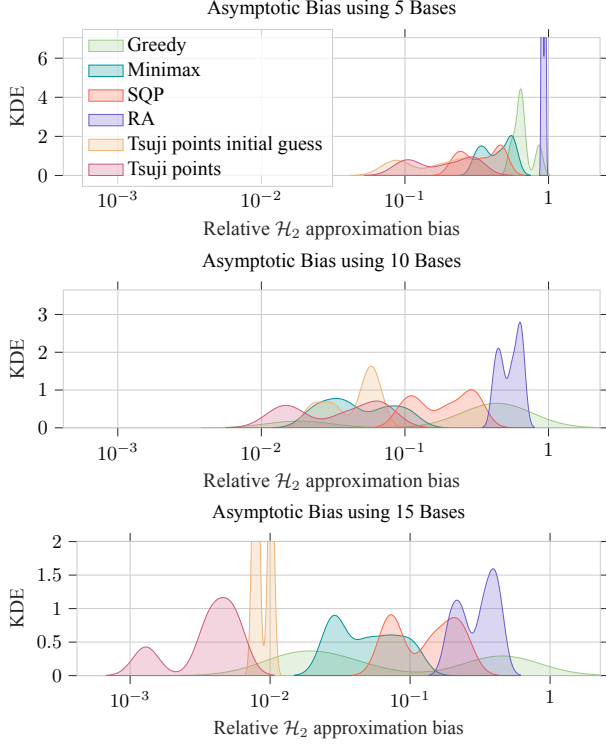 Asymptotic Bias using 5 Bases
KDE
6
4
2
0
Greedy
Minimax
SQP
RA
Tsuji points initial guess
Tsuji points
10⁻³
10⁻²
10⁻¹
1
Relative ℋ₂ approximation bias
Asymptotic Bias using 10 Bases
KDE
3
2
1
0
10⁻³
10⁻²
10⁻¹
1
Relative ℋ₂ approximation bias
Asymptotic Bias using 15 Bases
KDE
2
1.5
1
0.5
0
10⁻³
10⁻²
10⁻¹
1
Relative ℋ₂ approximation bias